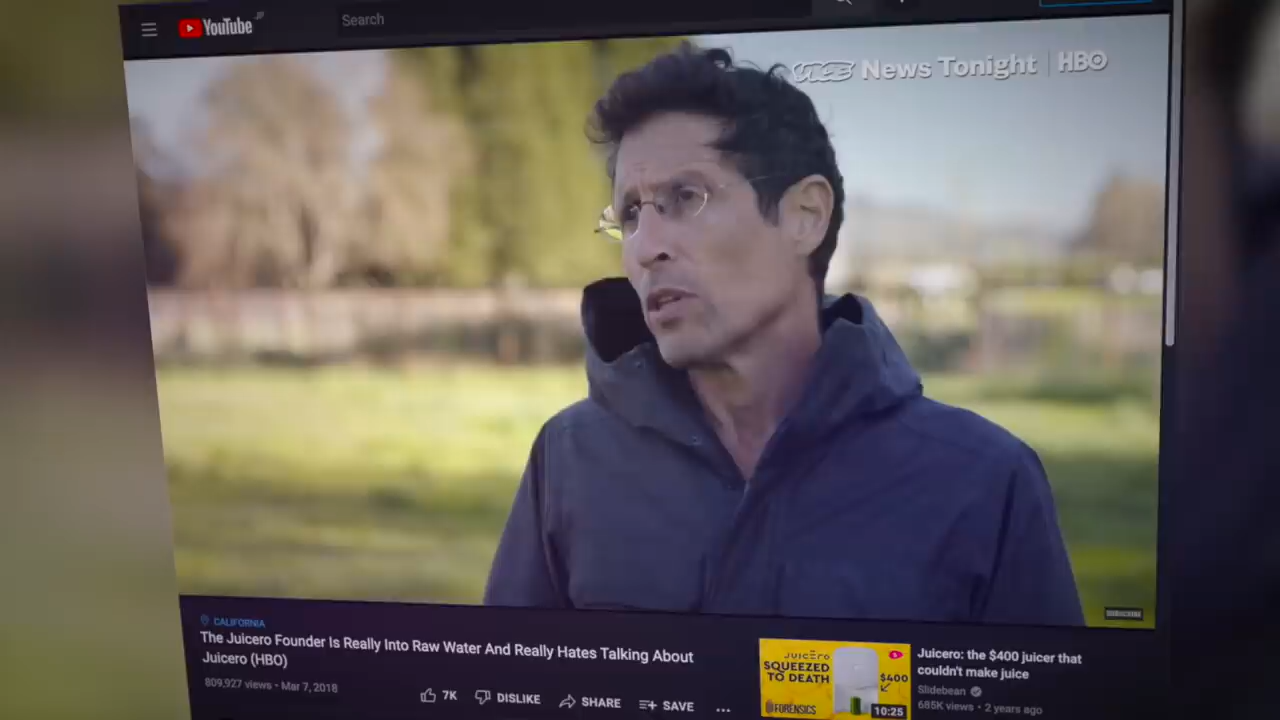 YouTube JP
Search
VICE News Tonight | HBO
SUBSCRIBE
CALIFORNIA
The Juicero Founder Is Really Into Raw Water And Really Hates Talking About
Juicero (HBO)
809,927 views • Mar 7, 2018
7K DISLIKE SHARE SAVE ...
JUICERO
SQUEEZED
TO DEATH
$400
FORENSICS
10:25
Juicero: the $400 juicer that
couldn't make juice
Slidebean
685K views • 2 years ago